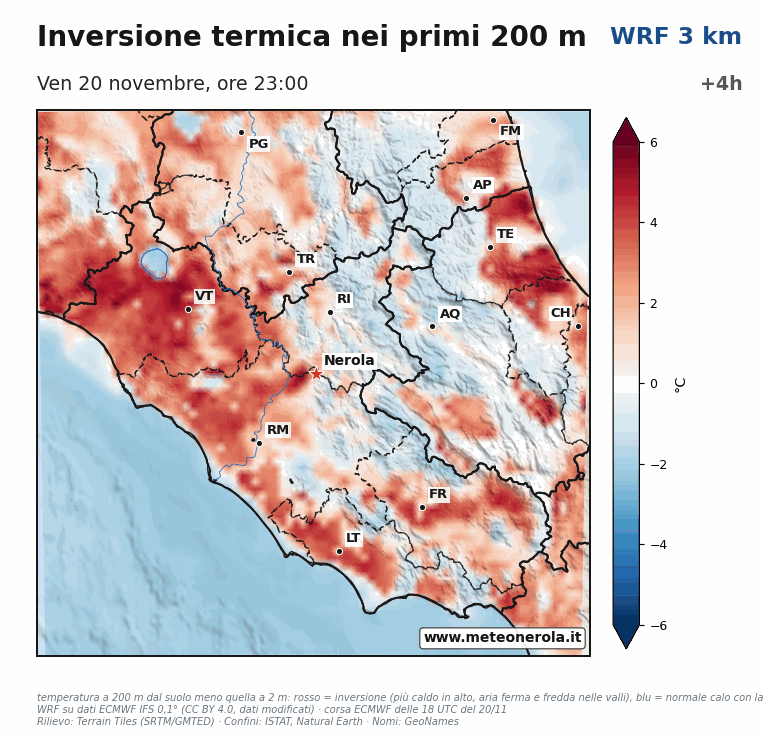 Inversione termica nei primi 200 m WRF 3 km
Ven 20 novembre, ore 23:00 +4h
FM
PG
AP
TE
TR
VT
RI
AQ
CH
Nerola
RM
FR
LT
www.meteonerola.it
6
4
2
0
−2
−4
−6
°C
temperatura a 200 m dal suolo meno quella a 2 m: rosso = inversione (più caldo in alto, aria ferma e fredda nelle valli), blu = normale calo con la
WRF su dati ECMWF IFS 0,1° (CC BY 4.0, dati modificati) · corsa ECMWF delle 18 UTC del 20/11
Rilievo: Terrain Tiles (SRTM/GMTED) · Confini: ISTAT, Natural Earth · Nomi: GeoNames